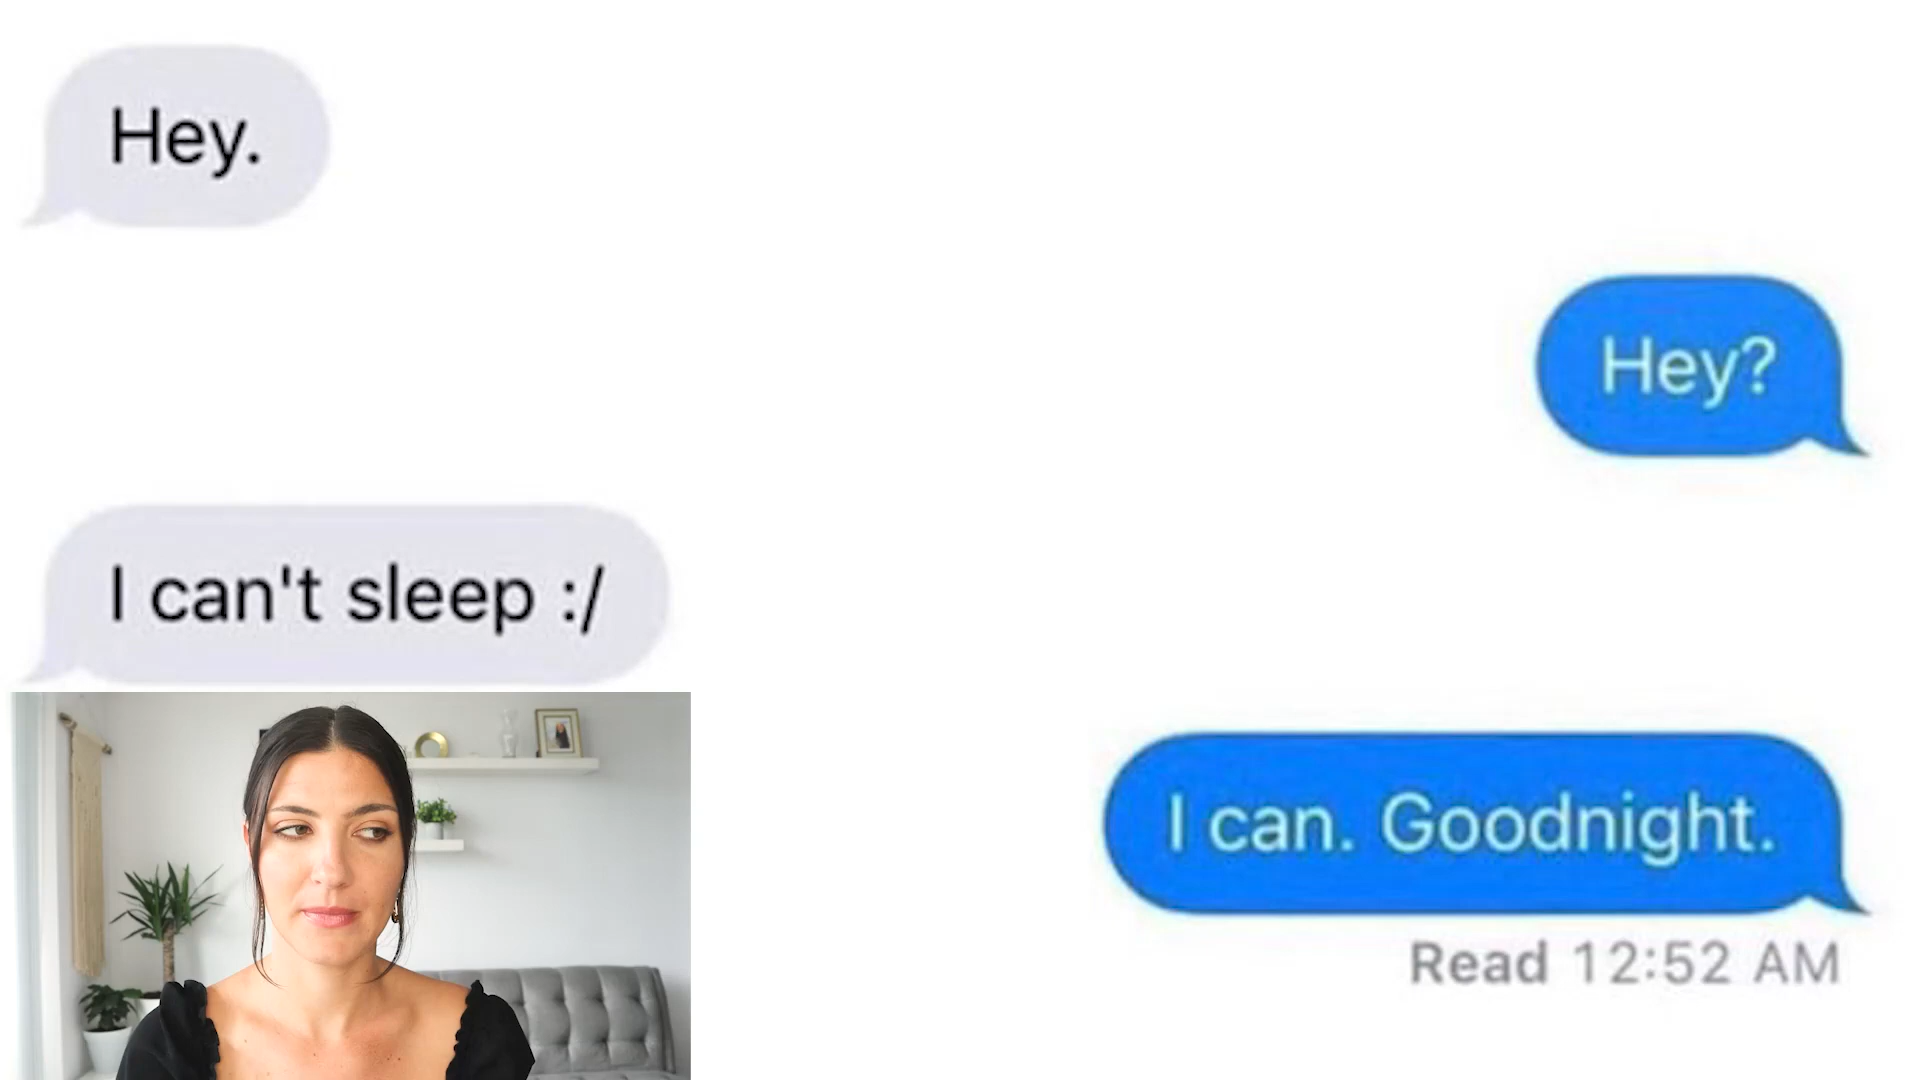 Hey.
Hey?
I can't sleep :/
I can. Goodnight.
Read 12:52 AM